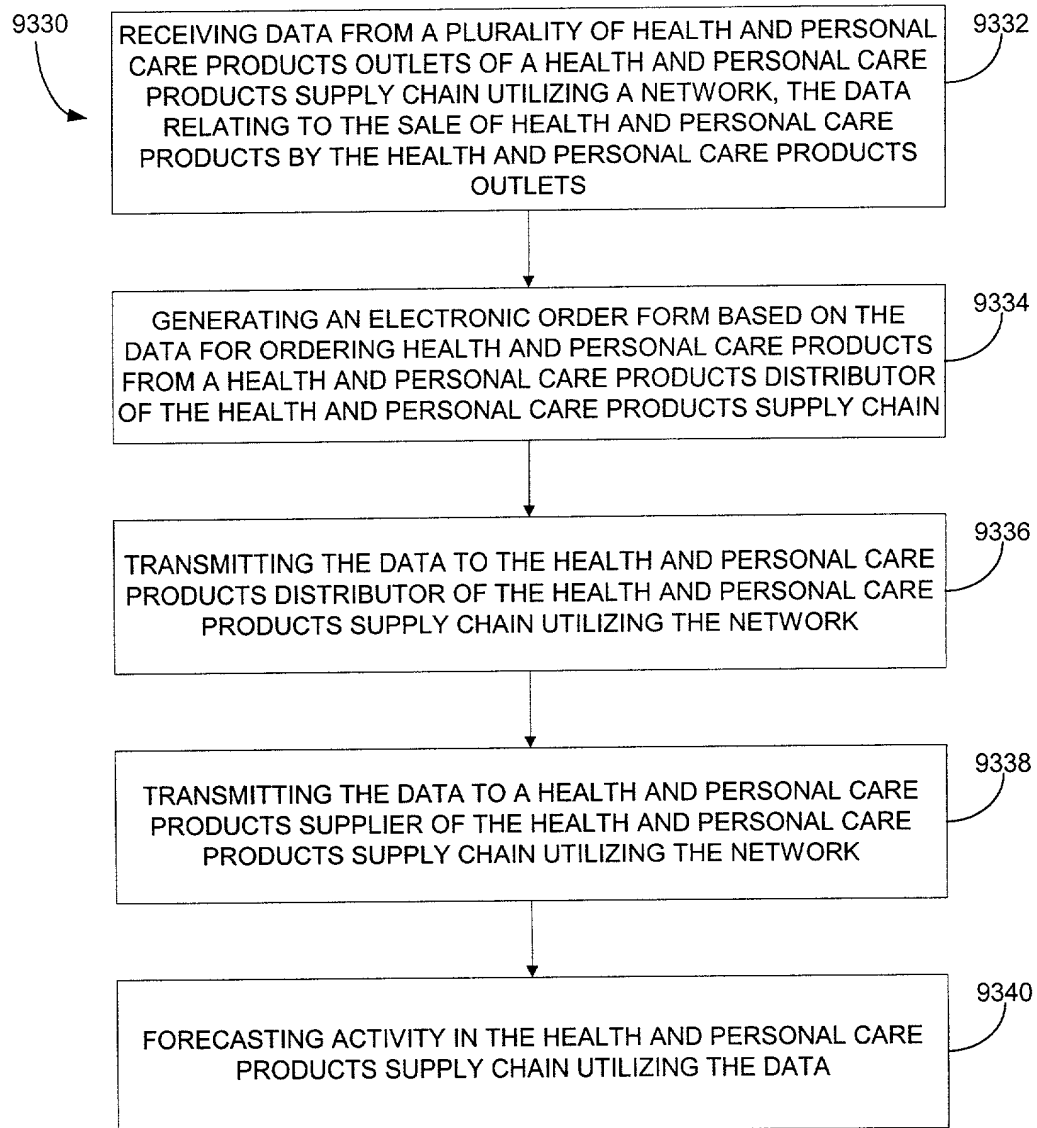 9330
RECEIVING DATA FROM A PLURALITY OF HEALTH AND PERSONAL
CARE PRODUCTS OUTLETS OF A HEALTH AND PERSONAL CARE
PRODUCTS SUPPLY CHAIN UTILIZING A NETWORK, THE DATA
RELATING TO THE SALE OF HEALTH AND PERSONAL CARE
PRODUCTS BY THE HEALTH AND PERSONAL CARE PRODUCTS
OUTLETS
9332
GENERATING AN ELECTRONIC ORDER FORM BASED ON THE
DATA FOR ORDERING HEALTH AND PERSONAL CARE PRODUCTS
FROM A HEALTH AND PERSONAL CARE PRODUCTS DISTRIBUTOR
OF THE HEALTH AND PERSONAL CARE PRODUCTS SUPPLY CHAIN
9334
TRANSMITTING THE DATA TO THE HEALTH AND PERSONAL CARE
PRODUCTS DISTRIBUTOR OF THE HEALTH AND PERSONAL CARE
PRODUCTS SUPPLY CHAIN UTILIZING THE NETWORK
9336
TRANSMITTING THE DATA TO A HEALTH AND PERSONAL CARE
PRODUCTS SUPPLIER OF THE HEALTH AND PERSONAL CARE
PRODUCTS SUPPLY CHAIN UTILIZING THE NETWORK
9338
FORECASTING ACTIVITY IN THE HEALTH AND PERSONAL CARE
PRODUCTS SUPPLY CHAIN UTILIZING THE DATA
9340